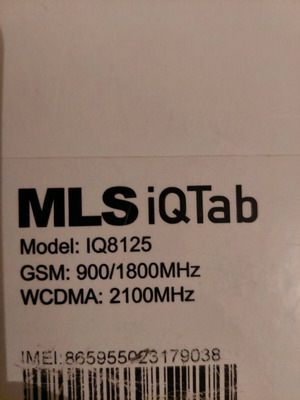 MLS iQTab
Model: IQ8125
GSM: 900/1800MHz
WCDMA: 2100MHz
IMEI:865955023179038